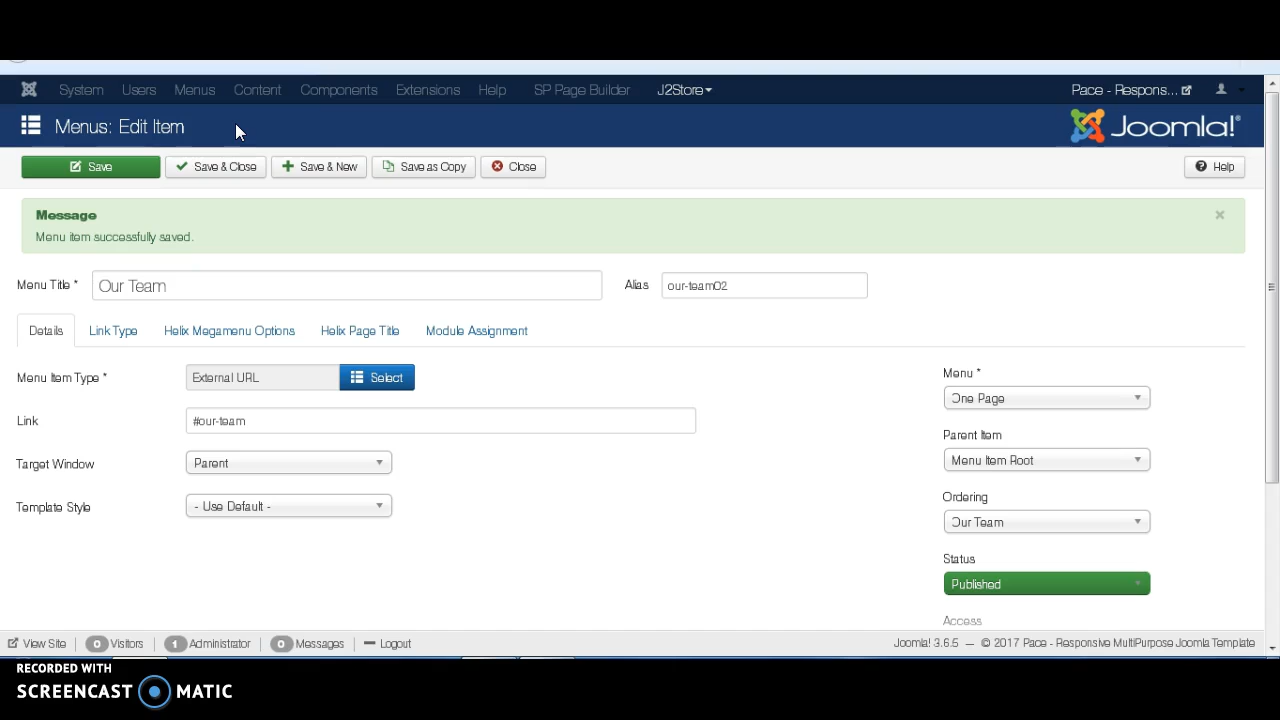 System Users Menus Content Components Extensions Help SP Page Builder J2Store Pace - Respons...
Menus: Edit Item Joomla!®
Save Save & Close Save & New Save as Copy Close Help
Message ×
Menu item successfully saved.
Menu Title * Our Team Alias our-team02
Details Link Type Helix Megamenu Options Helix Page Title Module Assignment
Menu Item Type * External URL Select
Menu *
One Page
Link #our-team
Parent Item
Menu Item Root
Target Window Parent
Ordering
Our Team
Template Style - Use Default -
Status
Published
Access
View Site 0 Visitors 1 Administrator 0 Messages Logout Joomla! 3.6.5 — © 2017 Pace - Responsive MultiPurpose Joomla Template
RECORDED WITH
SCREENCAST MATIC